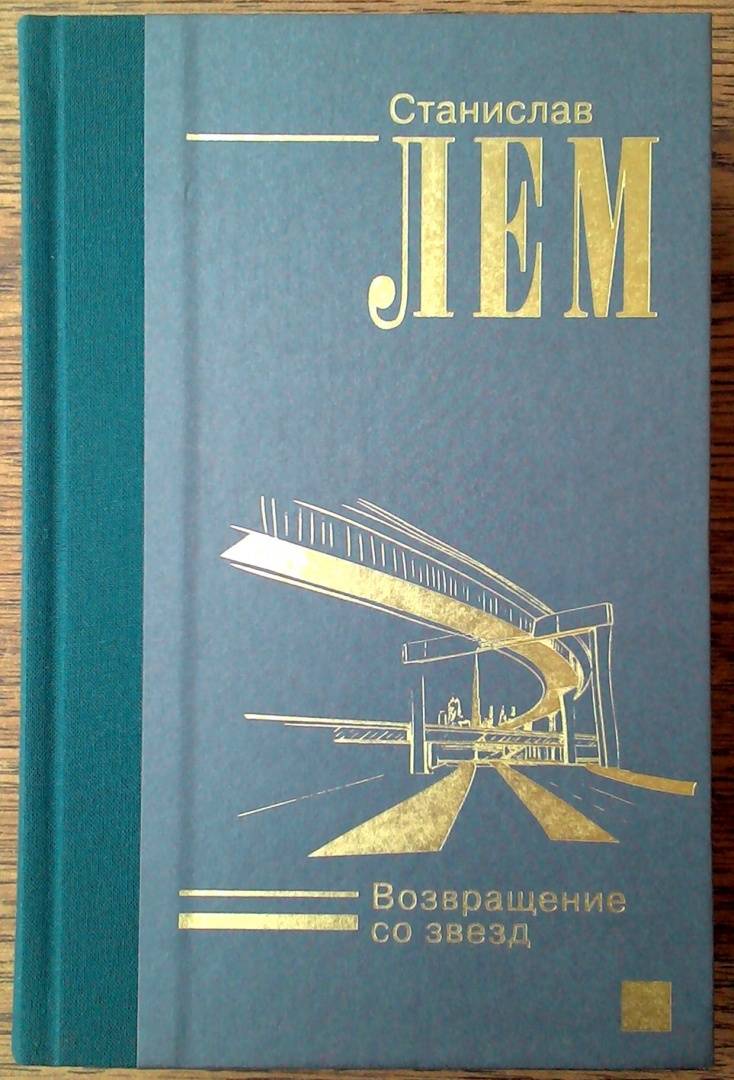 Станислав
ЛЕМ
Возвращение
со звезд